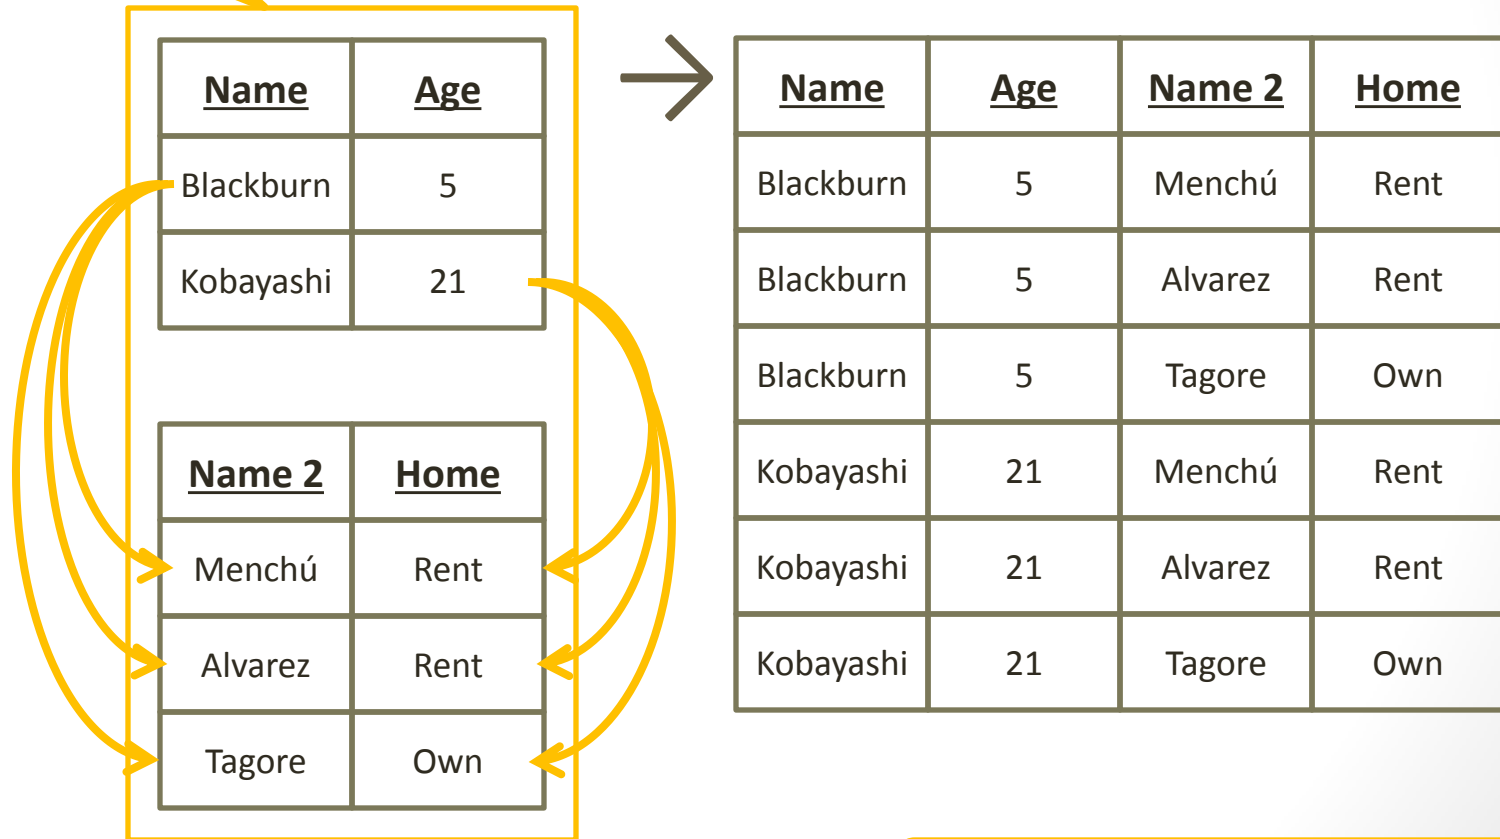 Name Age
Blackburn 5
Kobayashi 21
Name 2 Home
Menchú Rent
Alvarez Rent
Tagore Own
Name Age Name 2 Home
Blackburn 5 Menchú Rent
Blackburn 5 Alvarez Rent
Blackburn 5 Tagore Own
Kobayashi 21 Menchú Rent
Kobayashi 21 Alvarez Rent
Kobayashi 21 Tagore Own